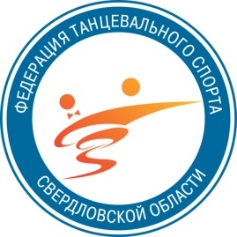 ФЕДЕРАЦИЯ ТАНЦЕВАЛЬНОГО СПОРТА
СВЕРДЛОВСКОЙ ОБЛАСТИ